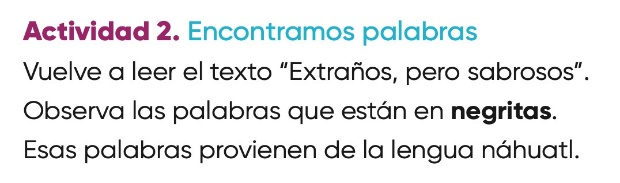 Actividad 2. Encontramos palabras
Vuelve a leer el texto “Extraños, pero sabrosos”.
Observa las palabras que están en negritas.
Esas palabras provienen de la lengua náhuatl.